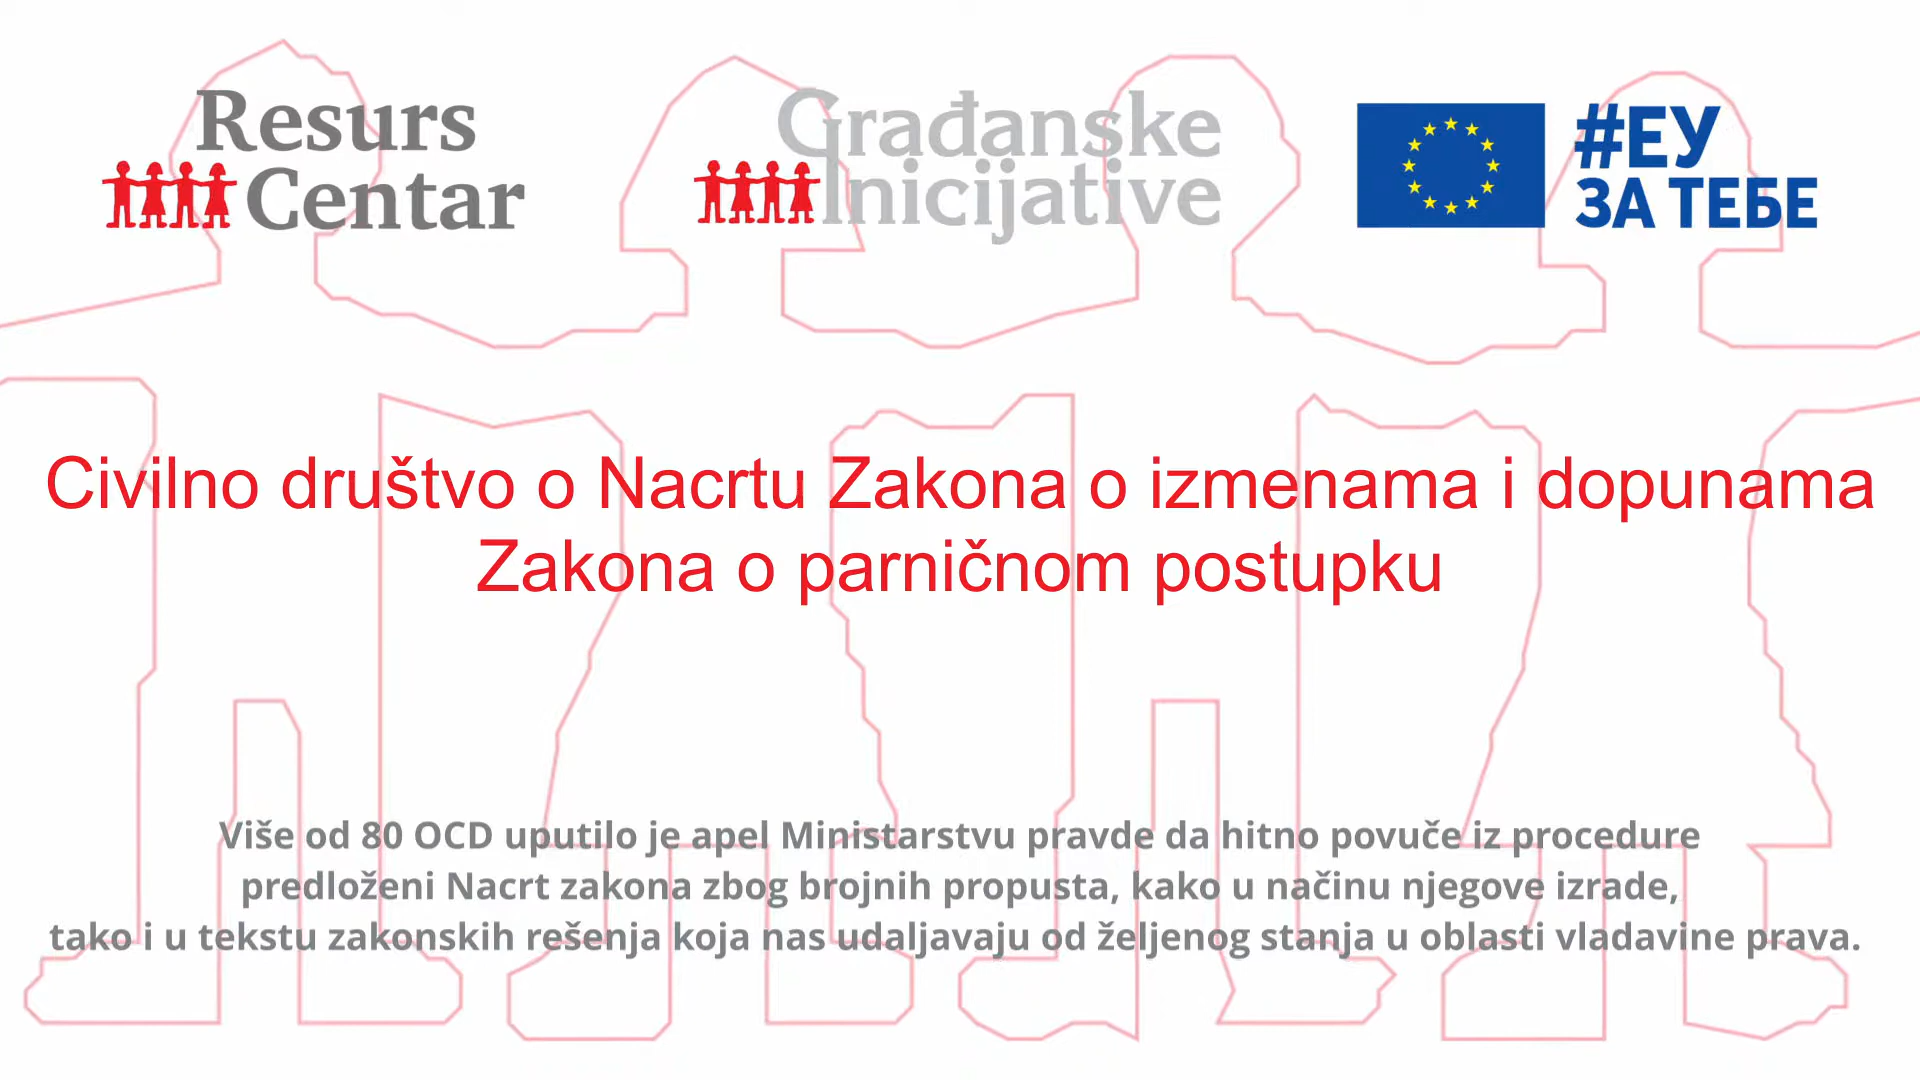 Resurs
Centar
Građanske
Inicijative
#ЕУ
ЗА ТЕБЕ
Civilno društvo o Nacrtu Zakona o izmenama i dopunama
Zakona o parničnom postupku
Više od 80 OCD uputilo je apel Ministarstvu pravde da hitno povuče iz procedure
predloženi Nacrt zakona zbog brojnih propusta, kako u načinu njegove izrade,
tako i u tekstu zakonskih rešenja koja nas udaljavaju od željenog stanja u oblasti vladavine prava.